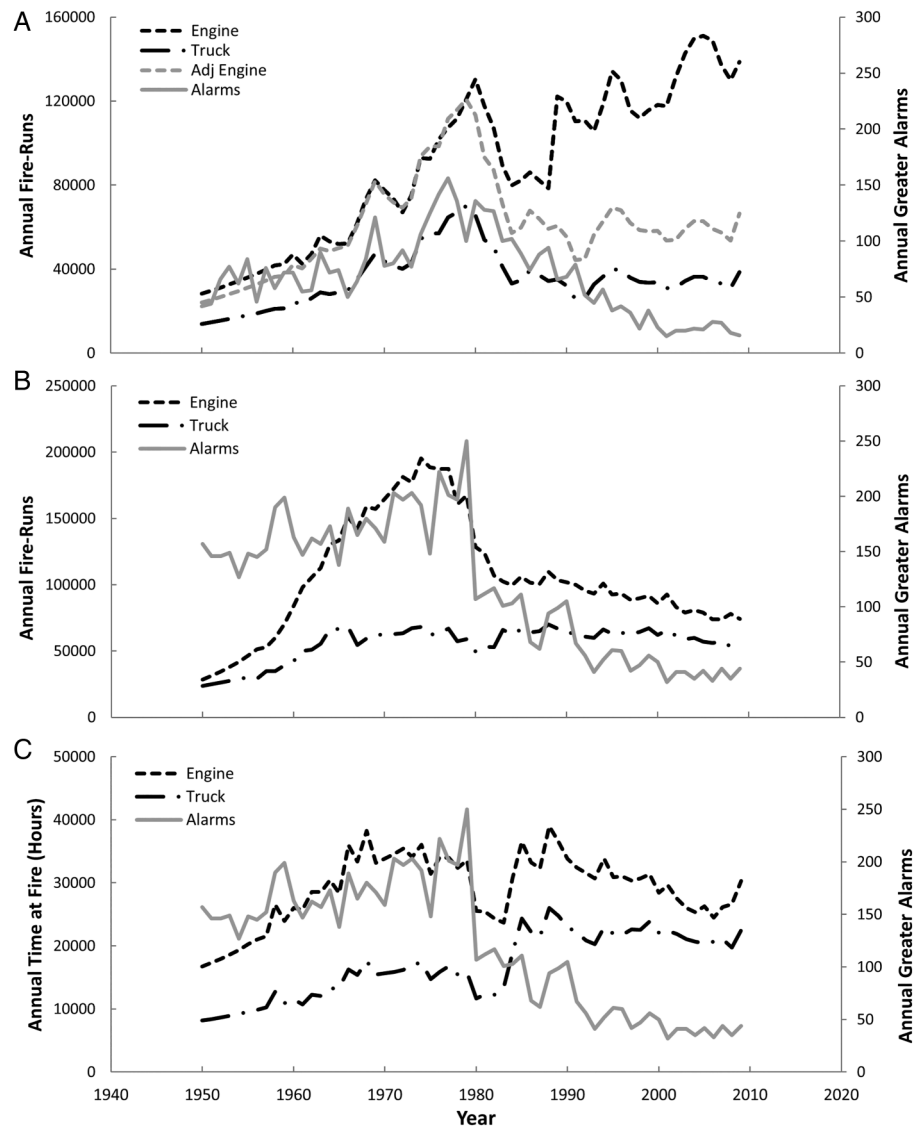 A
160000
120000
80000
40000
0
Annual Fire-Runs
Engine
Truck
Adj Engine
Alarms
300
250
200
150
100
50
0
Annual Greater Alarms
B
250000
200000
150000
100000
50000
0
Annual Fire-Runs
Engine
Truck
Alarms
300
250
200
150
100
50
0
Annual Greater Alarms
C
50000
40000
30000
20000
10000
0
Annual Time at Fire (Hours)
Engine
Truck
Alarms
300
250
200
150
100
50
0
Annual Greater Alarms
1940 1950 1960 1970 1980 1990 2000 2010 2020
Year